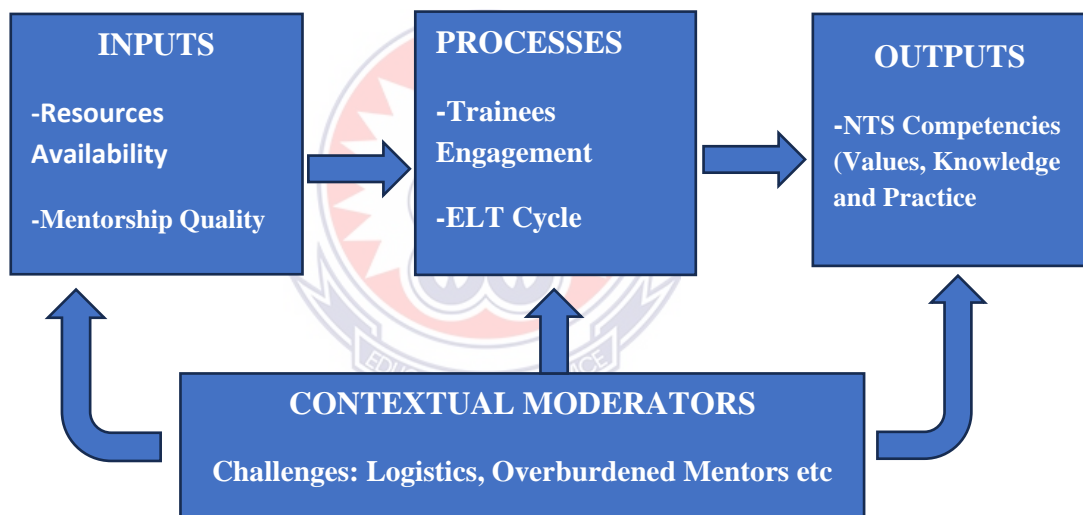 INPUTS
-Resources
Availability
-Mentorship Quality
PROCESSES
-Trainees
Engagement
-ELT Cycle
OUTPUTS
-NTS Competencies
(Values, Knowledge
and Practice
CONTEXTUAL MODERATORS
Challenges: Logistics, Overburdened Mentors etc